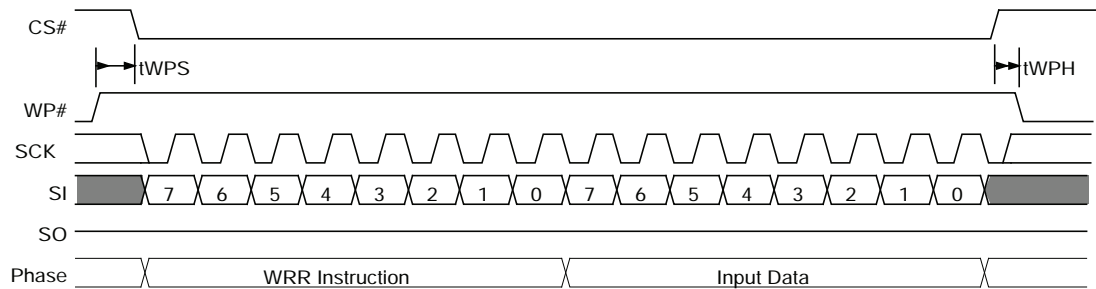 CS#
tWPS
tWPH
WP#
SCK
SI 7 6 5 4 3 2 1 0 7 6 5 4 3 2 1 0
SO
Phase WRR Instruction Input Data